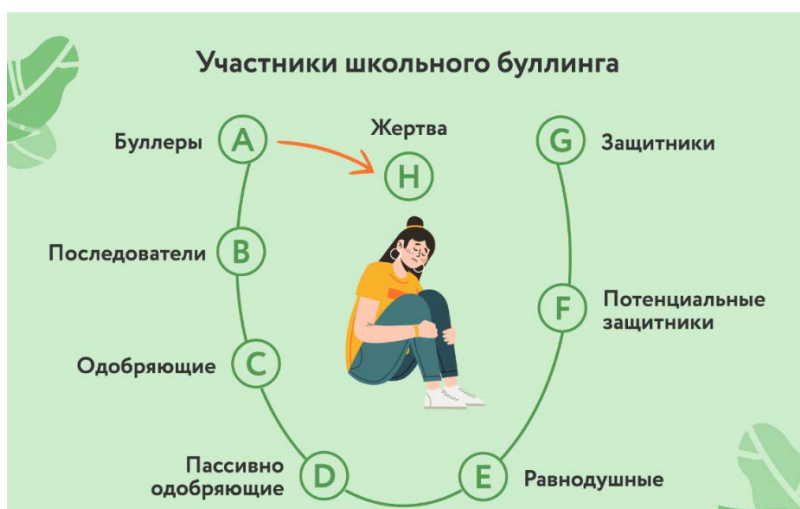 Участники школьного буллинга
Буллеры A
Жертва
H
G Защитники
Последователи B
F Потенциальные
защитники
Одобряющие C
Пассивно
одобряющие D
E Равнодушные